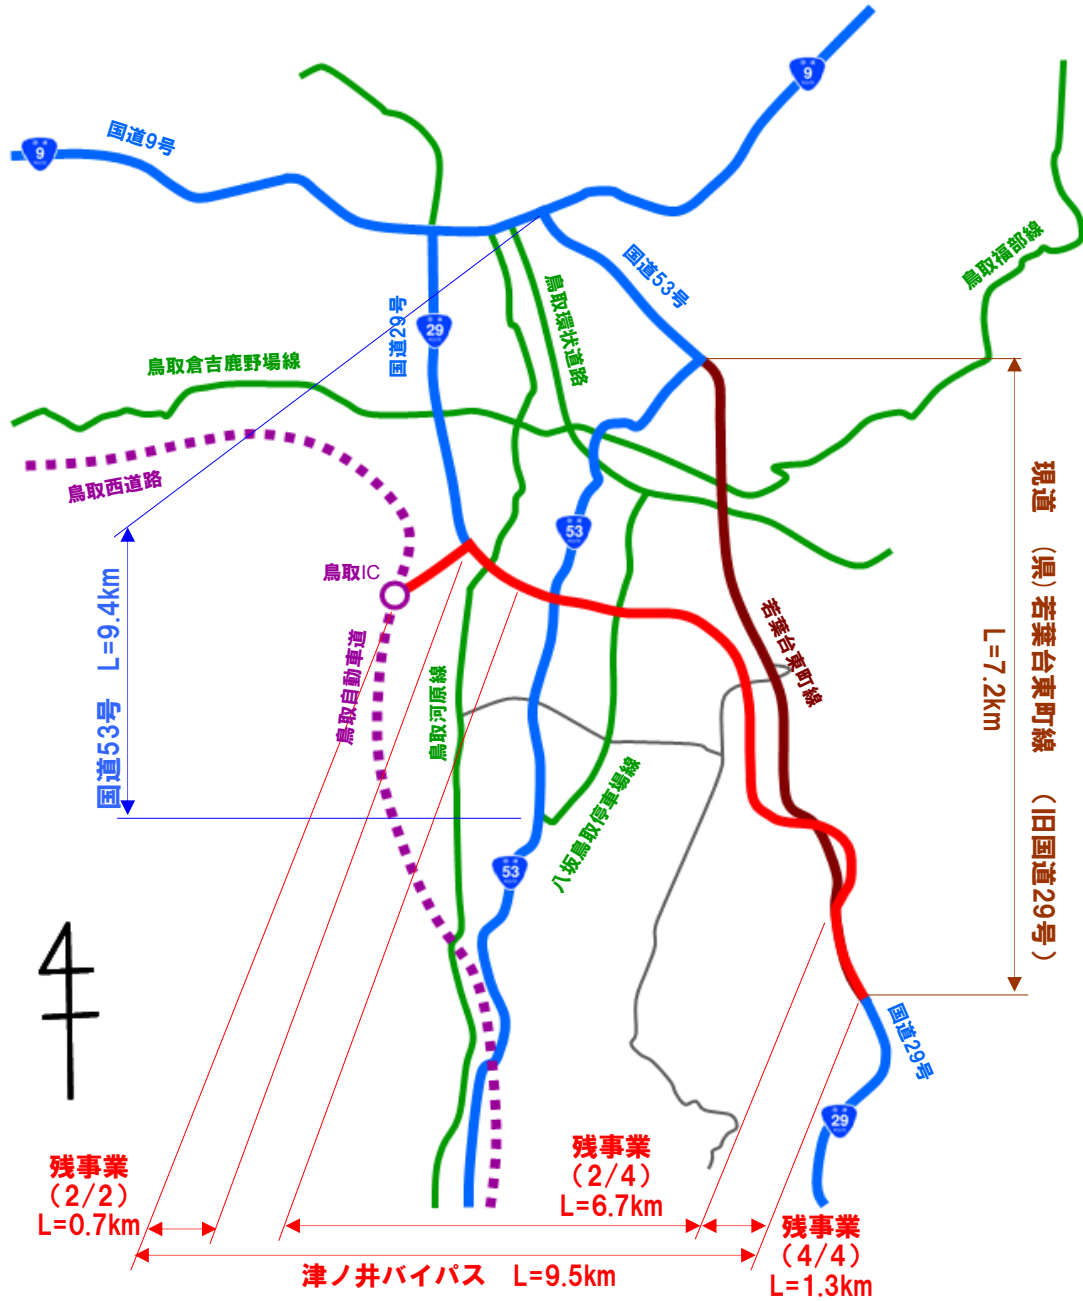 9
国道9号
9
国道53号
鳥取福部線
国道29号
29
鳥取環状道路
鳥取倉吉鹿野場線
鳥取西道路
53
鳥取IC
現道 (県)若葉台東町線 (旧国道29号)
L=7.2km
国道53号 L=9.4km
鳥取自動車道
鳥取河原線
若葉台東町線
八坂鳥取停車場線
53
国道29号
29
残事業
(2/2)
L=0.7km
残事業
(2/4)
L=6.7km
残事業
(4/4)
L=1.3km
津ノ井バイパス L=9.5km